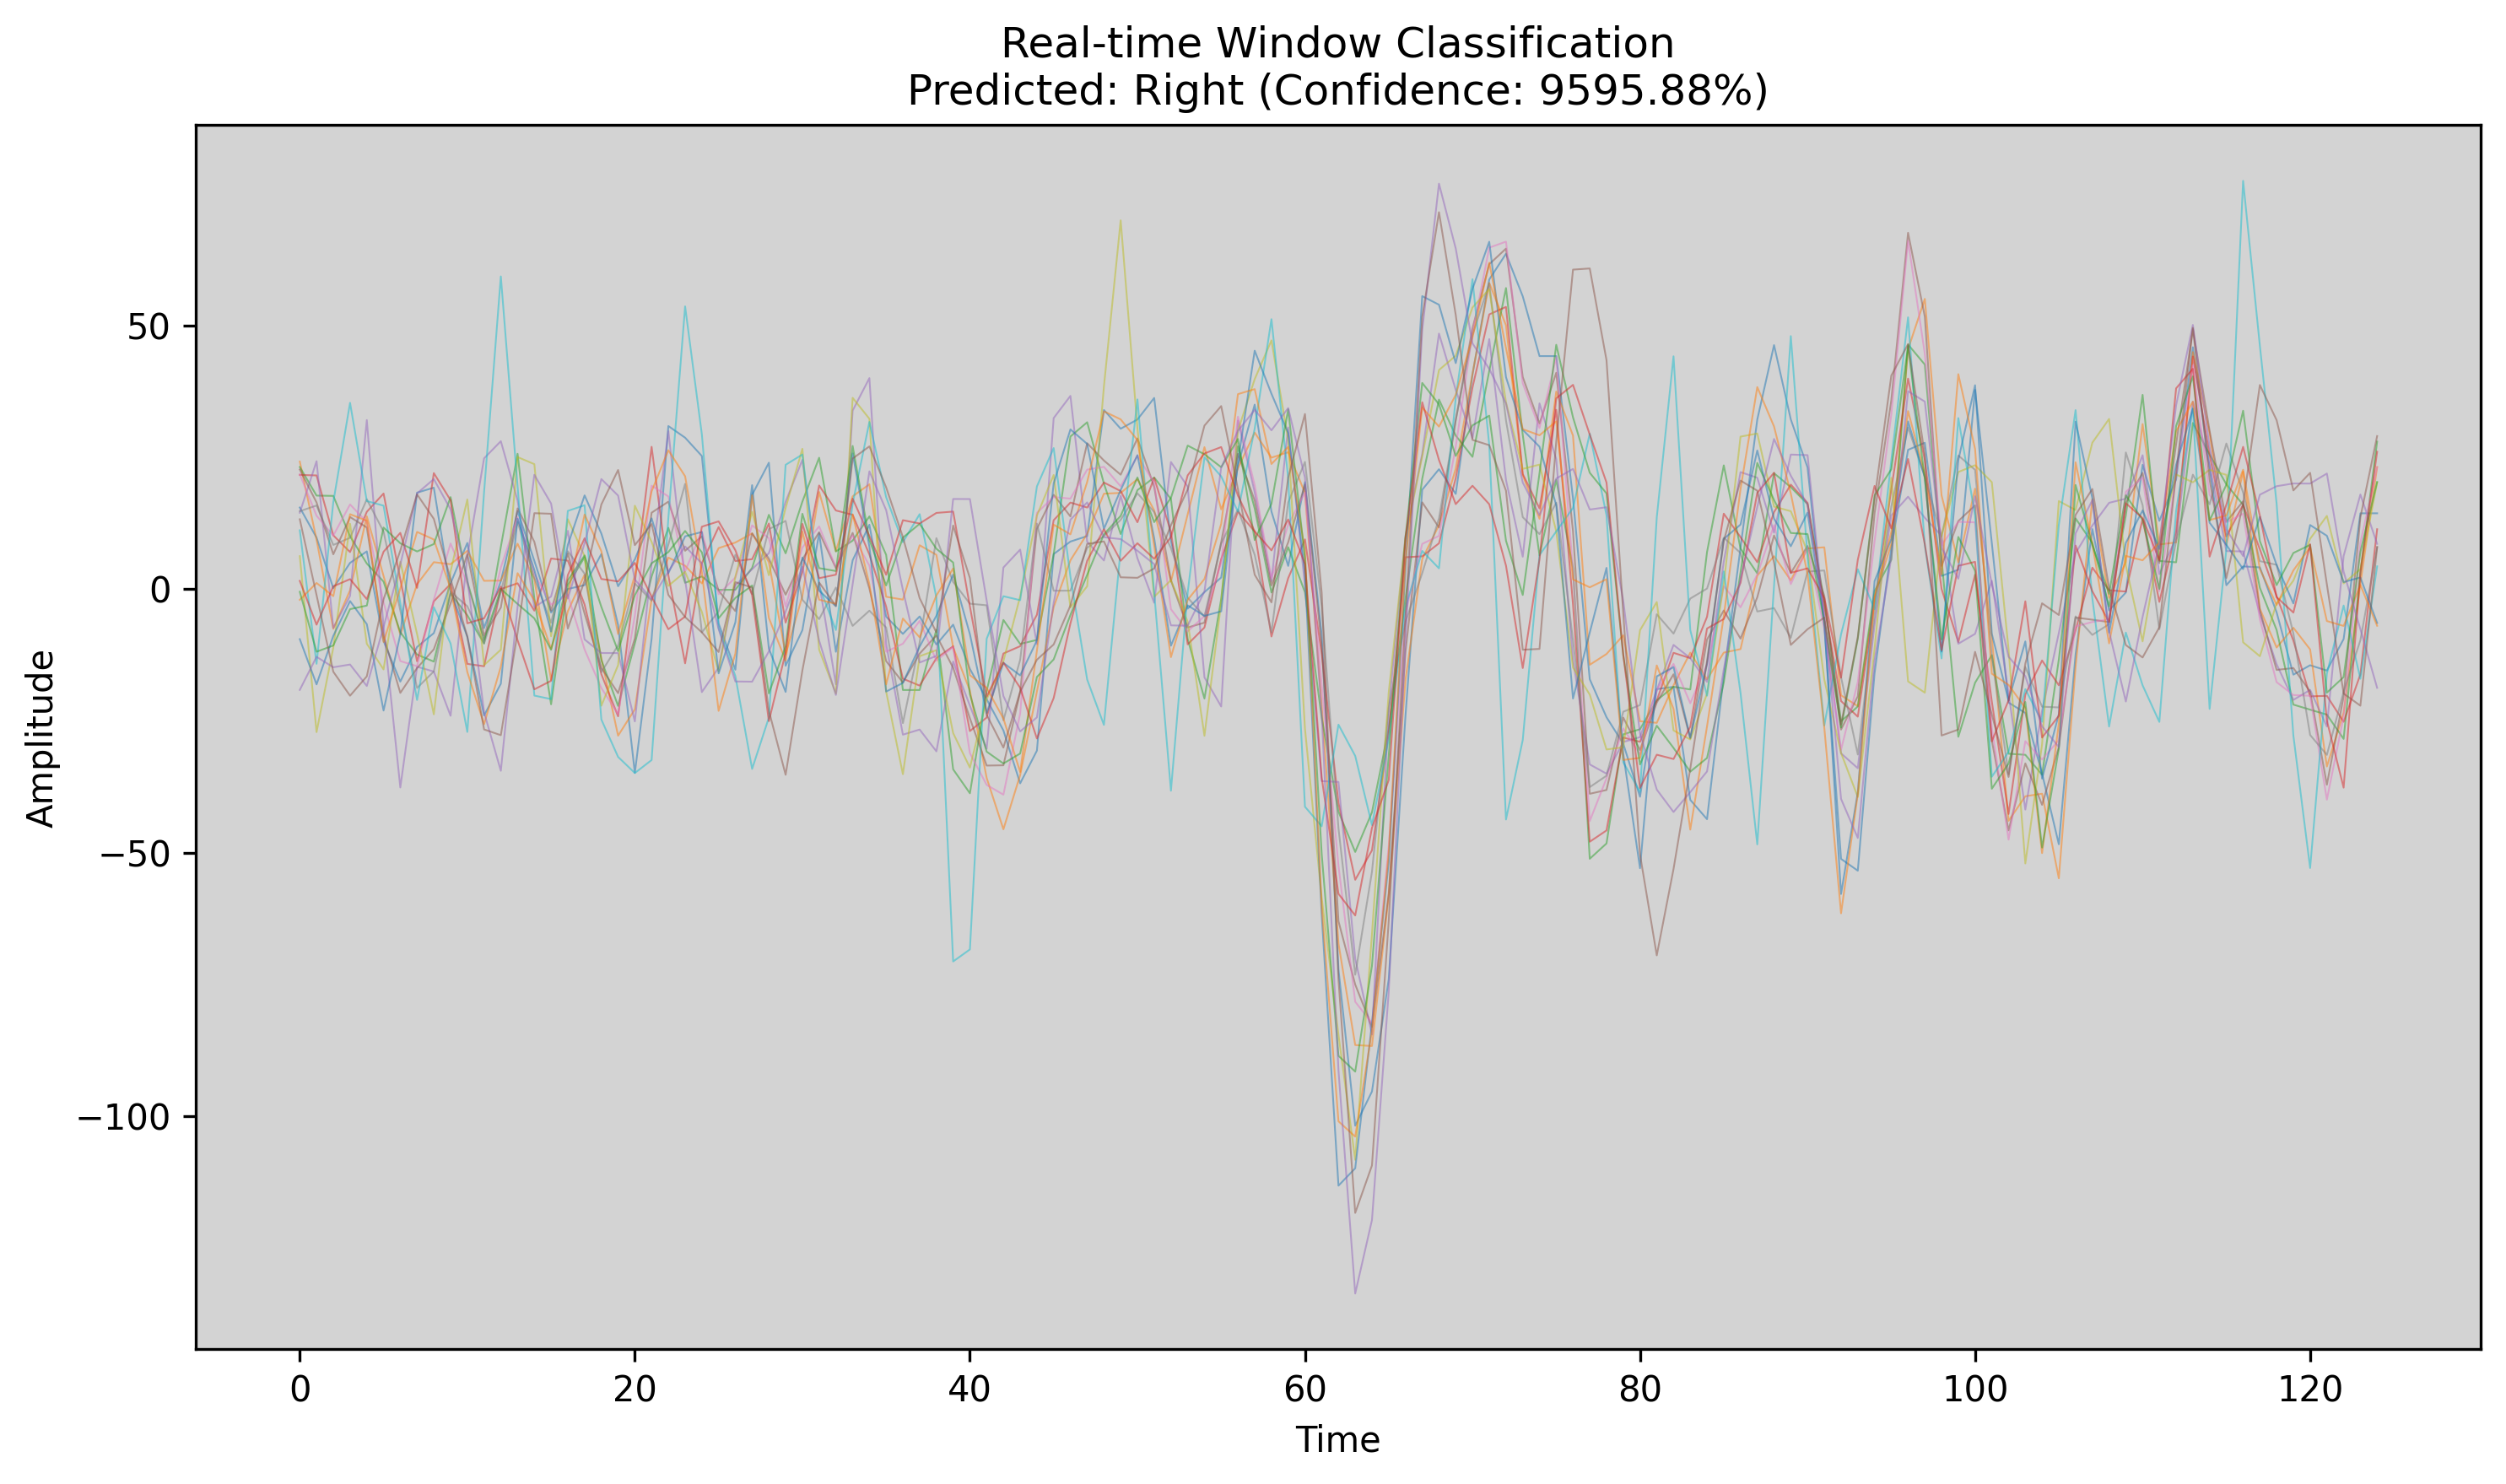 Real-time Window Classification
Predicted: Right (Confidence: 9595.88%)
Amplitude
50
0
−50
−100
0 20 40 60 80 100 120
Time